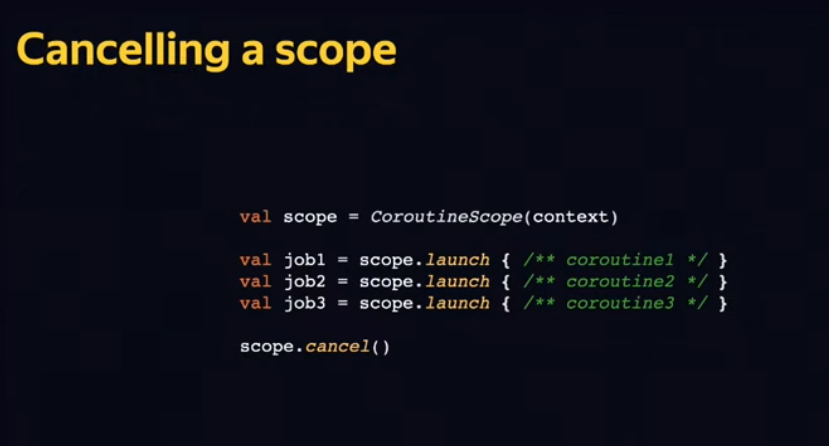 Cancelling a scope
val scope = CoroutineScope(context)
val job1 = scope.launch { /** coroutine1 */ }
val job2 = scope.launch { /** coroutine2 */ }
val job3 = scope.launch { /** coroutine3 */ }
scope.cancel()